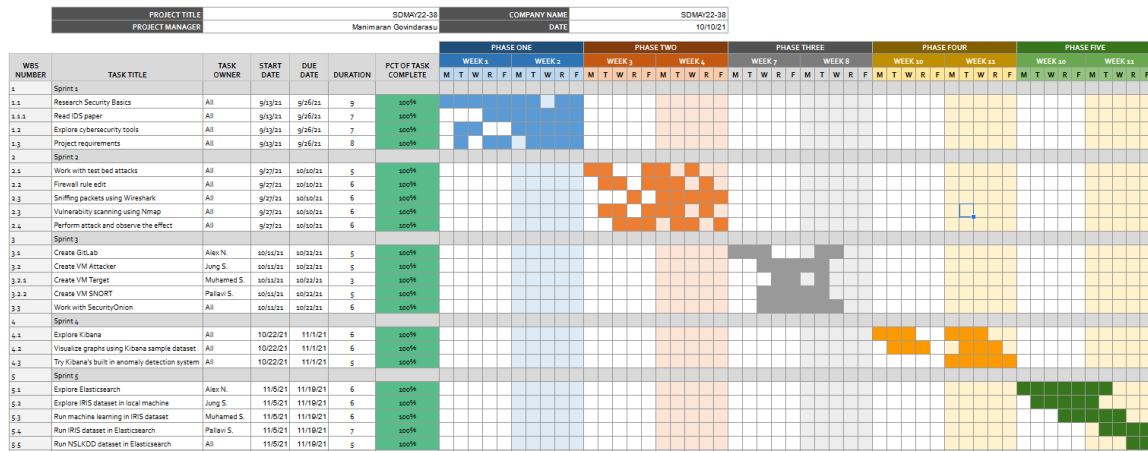 PROJECT TITLE SDMAY22-38 COMPANY NAME SDMAY22-38
PROJECT MANAGER Manimaran Govindarasu DATE 10/10/21
PHASE ONE PHASE TWO PHASE THREE PHASE FOUR PHASE FIVE
WBS NUMBER TASK TITLE TASK OWNER START DATE DUE DATE DURATION PCT OF TASK COMPLETE WEEK 1 WEEK 2 WEEK 3 WEEK 4 WEEK 7 WEEK 8 WEEK 10 WEEK 11 WEEK 10 WEEK 11
M T W R F M T W R F M T W R F M T W R F M T W R F M T W R F M T W R F M T W R F M T W R F M T W R
1 Sprint 1
1.1 Research Security Basics All 9/13/21 9/26/21 9 100%
1.1.1 Read IDS paper All 9/13/21 9/26/21 7 100%
1.2 Explore cybersecurity tools All 9/13/21 9/26/21 7 100%
1.3 Project requirements All 9/13/21 9/26/21 8 100%
2 Sprint 2
2.1 Work with test bed attacks All 9/27/21 10/10/21 5 100%
2.2 Firewall rule edit All 9/27/21 10/10/21 6 100%
2.3 Sniffing packets using Wireshark All 9/27/21 10/10/21 6 100%
2.3 Vulnerability scanning using Nmap All 9/27/21 10/10/21 6 100%
2.4 Perform attack and observe the effect All 9/27/21 10/10/21 6 100%
3 Sprint 3
3.1 Create GitLab Alex N. 10/11/21 10/22/21 5 100%
3.2 Create VM Attacker Jung S. 10/11/21 10/22/21 5 100%
3.2.1 Create VM Target Muhamed S. 10/11/21 10/22/21 3 100%
3.2.2 Create VM SNORT Pallavi S. 10/11/21 10/22/21 5 100%
3.3 Work with SecurityOnion All 10/11/21 10/22/21 6 100%
4 Sprint 4
4.1 Explore Kibana All 10/22/21 11/1/21 6 100%
4.2 Visualize graphs using Kibana sample dataset All 10/22/21 11/1/21 6 100%
4.3 Try Kibana's built in anomaly detection system All 10/22/21 11/1/21 5 100%
5 Sprint 5
5.1 Explore Elasticsearch Alex N. 11/5/21 11/19/21 6 100%
5.2 Explore IRIS dataset in local machine Jung S. 11/5/21 11/19/21 6 100%
5.3 Run machine learning in IRIS dataset Muhamed S. 11/5/21 11/19/21 6 100%
5.4 Run IRIS dataset in Elasticsearch Pallavi S. 11/5/21 11/19/21 7 100%
5.5 Run NSLKDD dataset in Elasticsearch All 11/5/21 11/19/21 5 100%